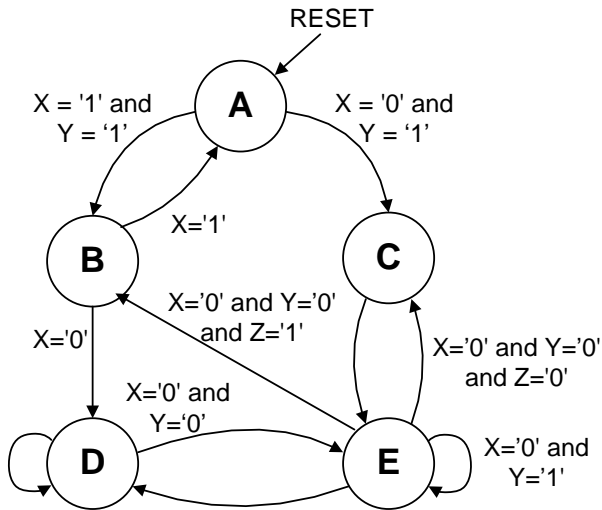 RESET
A
X = '1' and
Y = ‘1’
X = '0' and
Y = ‘1’
X='1'
B
C
X=’0' and Y=’0'
and Z='1'
X='0'
X=’0' and Y=’0'
and Z='0'
X='0' and
Y=‘0’
D
E
X=’0' and
Y=’1'